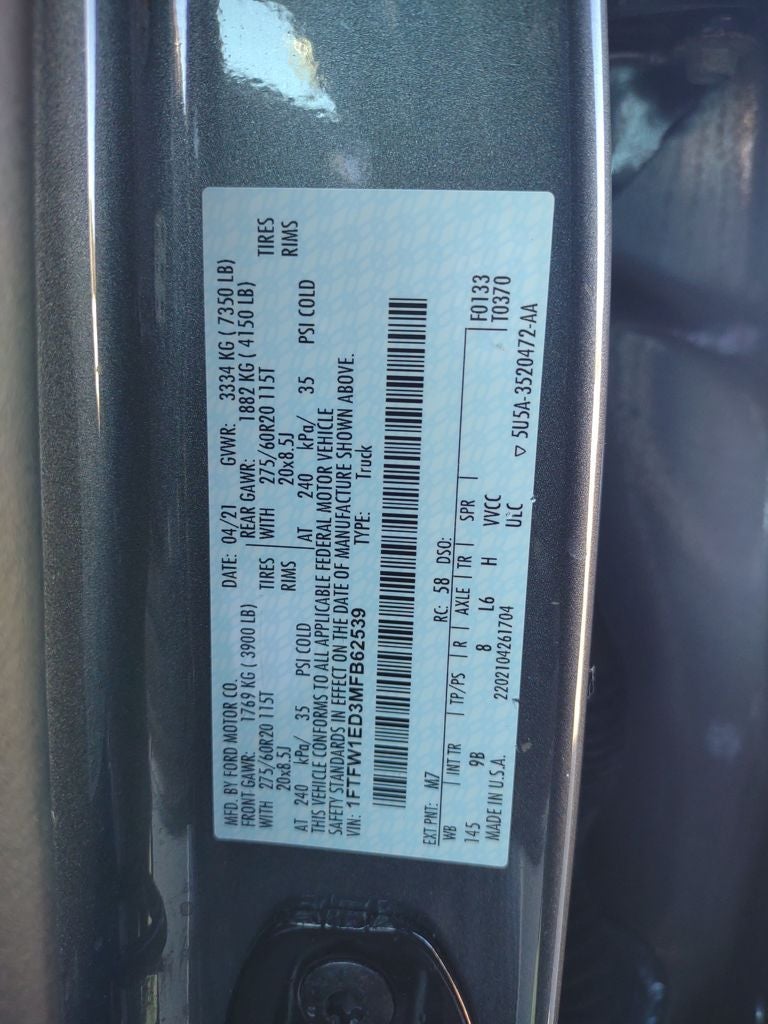 MFD. BY FORD MOTOR CO.
DATE: 04/21 GVWR: 3334 KG ( 7350 LB)
FRONT GAWR: 1769 KG ( 3900 LB) REAR GAWR: 1882 KG ( 4150 LB)
WITH 275/60R20 115T TIRES WITH 275/60R20 115T TIRES
20x8.5J RIMS 20x8.5J RIMS
AT 240 kPa/ 35 PSI COLD AT 240 kPa/ 35 PSI COLD
THIS VEHICLE CONFORMS TO ALL APPLICABLE FEDERAL MOTOR VEHICLE
SAFETY STANDARDS IN EFFECT ON THE DATE OF MANUFACTURE SHOWN ABOVE.
VIN: 1FTFW1ED3MFB62539 TYPE: Truck
EXT PNT: M7 RC: 58 DSO:
WB INT TR TP/PS R AXLE TR SPR F0133
145 9B 8 L6 H VVCC T0370
MADE IN U.S.A. 2202104261704 ULC ▽ 5U5A-3520472-AA